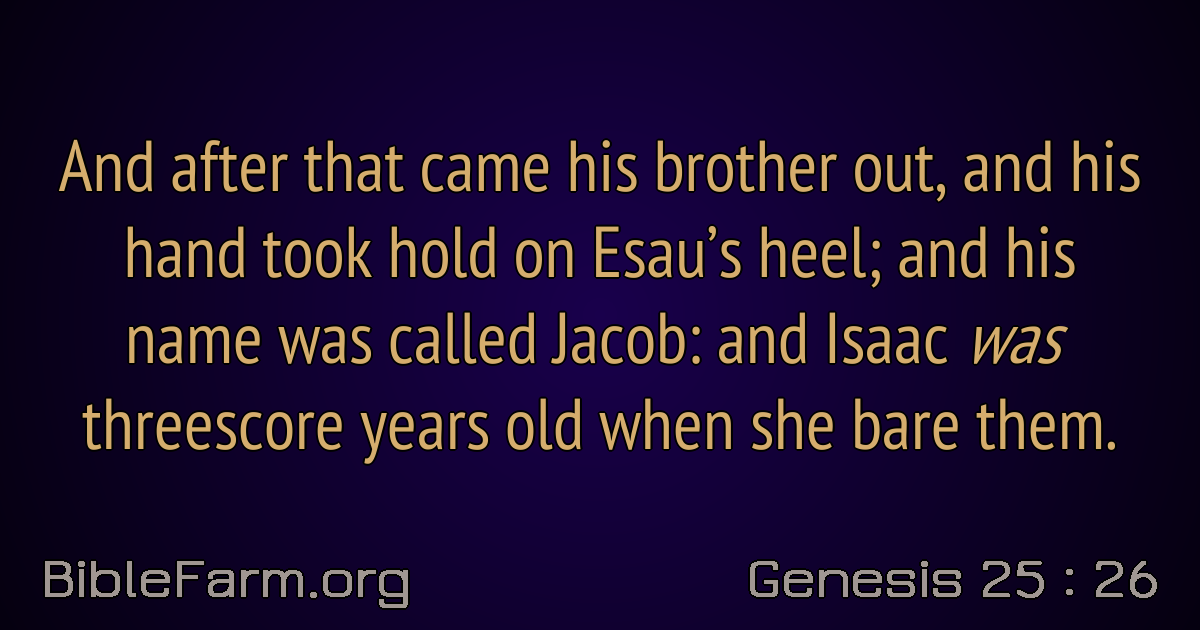 And after that came his brother out, and his
hand took hold on Esau’s heel; and his
name was called Jacob: and Isaac was
threescore years old when she bare them.
BibleFarm.org
Genesis 25 : 26